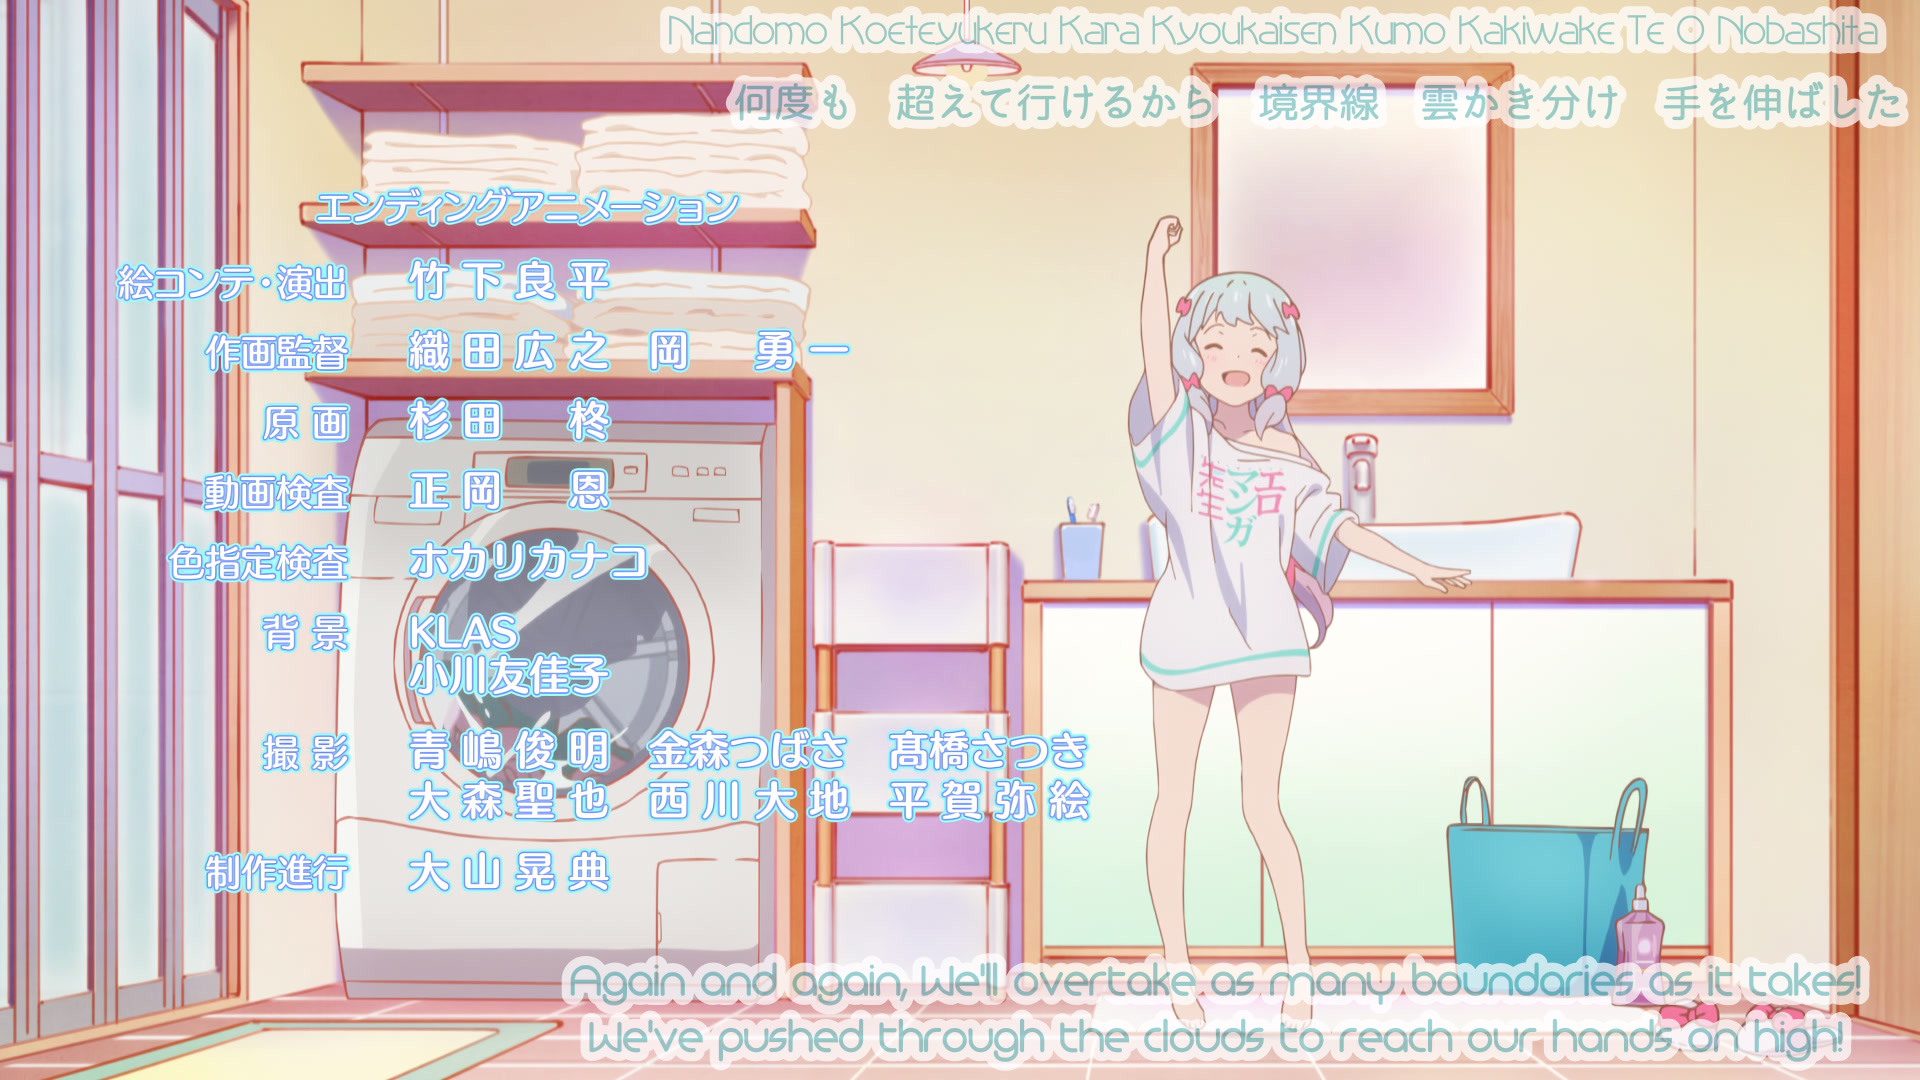 Nandomo Koeteyukeru Kara Kyoukaisen Kumo Kakiwake Te O Nobashita
何度も　超えて行けるから　境界線　雲かき分け　手を伸ばした
エンディングアニメーション
絵コンテ・演出　竹下良平
作画監督　織田広之　岡　勇一
原画　杉田　柊
動画検査　正岡　恩
色指定検査　ホカリカナコ
背景　KLAS
小川友佳子
撮影　青嶋俊明　金森つばさ　髙橋さつき
大森聖也　西川大地　平賀弥絵
制作進行　大山晃典
エロ
マンガ
先生
Again and again, We'll overtake as many boundaries as it takes!
We've pushed through the clouds to reach our hands on high!